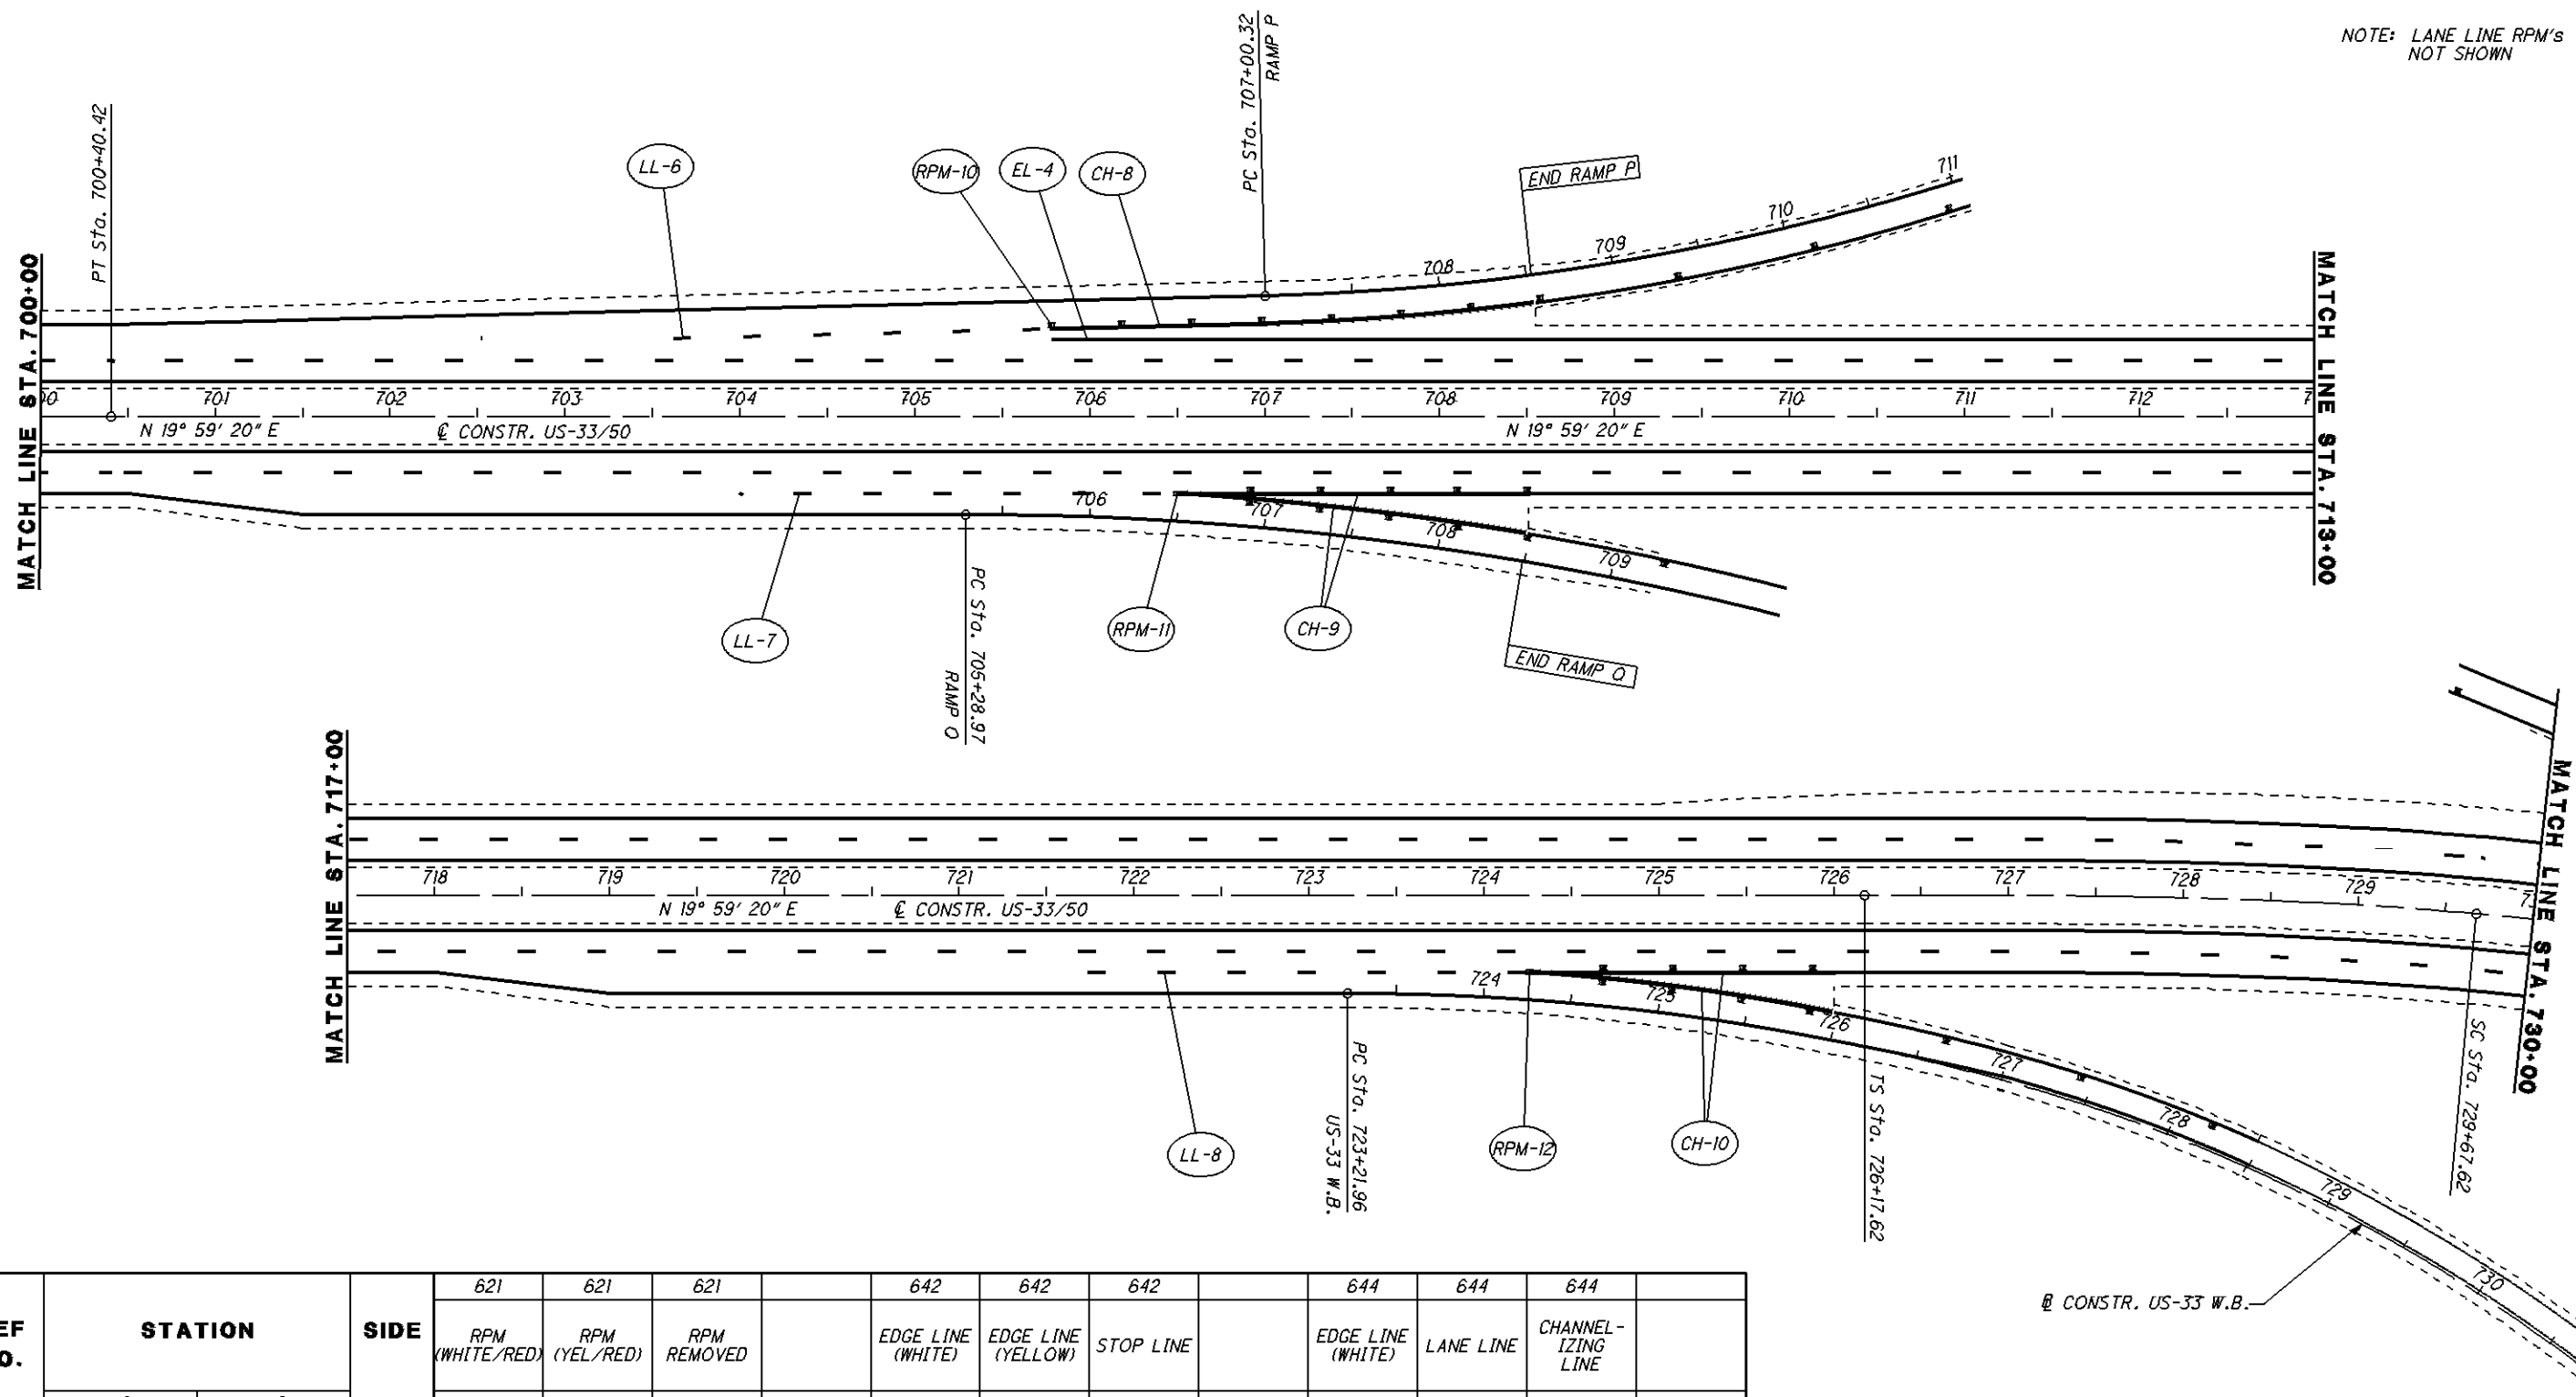 NOTE: LANE LINE RPM's
NOT SHOWN
PT Sta. 700+40.42
PC Sta. 707+00.32
RAMP P
LL-6
RPM-10
EL-4
CH-8
END RAMP P
708
709
710
711
MATCH LINE STA. 700+00
MATCH LINE STA. 713+00
701
702
703
704
705
706
707
708
709
710
711
712
N 19° 59' 20" E
℄ CONSTR. US-33/50
N 19° 59' 20" E
706
707
708
709
LL-7
PC Sta. 705+28.97
RAMP Q
RPM-11
CH-9
END RAMP Q
MATCH LINE STA. 717+00
MATCH LINE STA. 730+00
718
719
720
721
722
723
724
725
726
727
728
729
N 19° 59' 20" E
℄ CONSTR. US-33/50
724
725
726
727
728
729
730
LL-8
PC Sta. 723+21.96
US-33 W.B.
RPM-12
CH-10
TS Sta. 726+17.62
SC Sta. 729+67.62
℄ CONSTR. US-33 W.B.
STATION
SIDE
621
RPM
(WHITE/RED)
621
RPM
(YEL/RED)
621
RPM
REMOVED
642
EDGE LINE
(WHITE)
642
EDGE LINE
(YELLOW)
642
STOP LINE
644
EDGE LINE
(WHITE)
644
LANE LINE
644
CHANNEL-
IZING
LINE